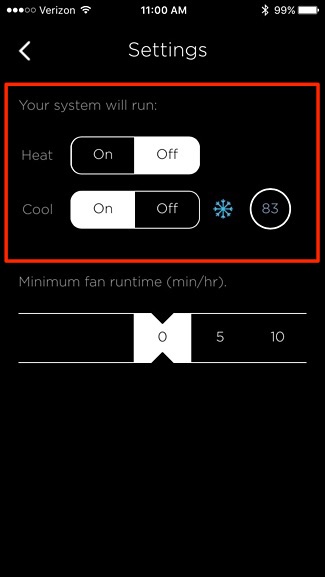 Verizon 11:00 AM 99%
Settings
Your system will run:
Heat On Off
Cool On Off 83
Minimum fan runtime (min/hr).
0 5 10